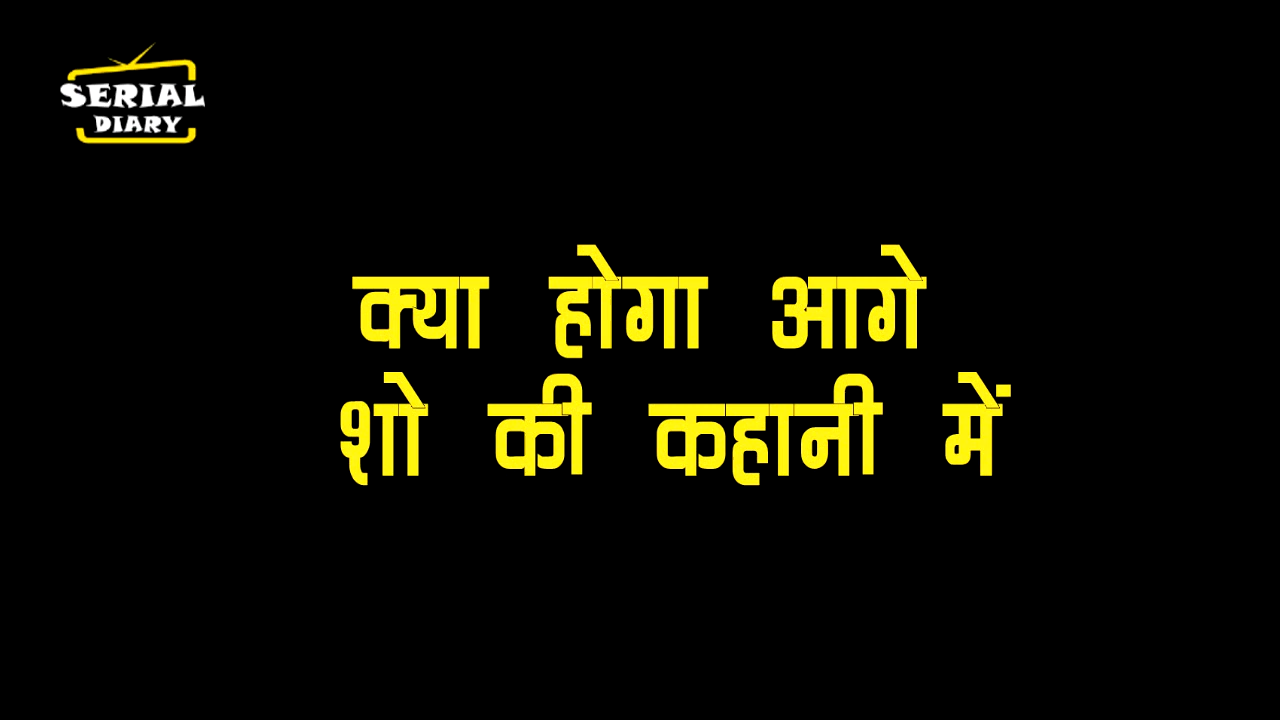 SERIAL
DIARY
क्या होगा आगे
शो की कहानी में